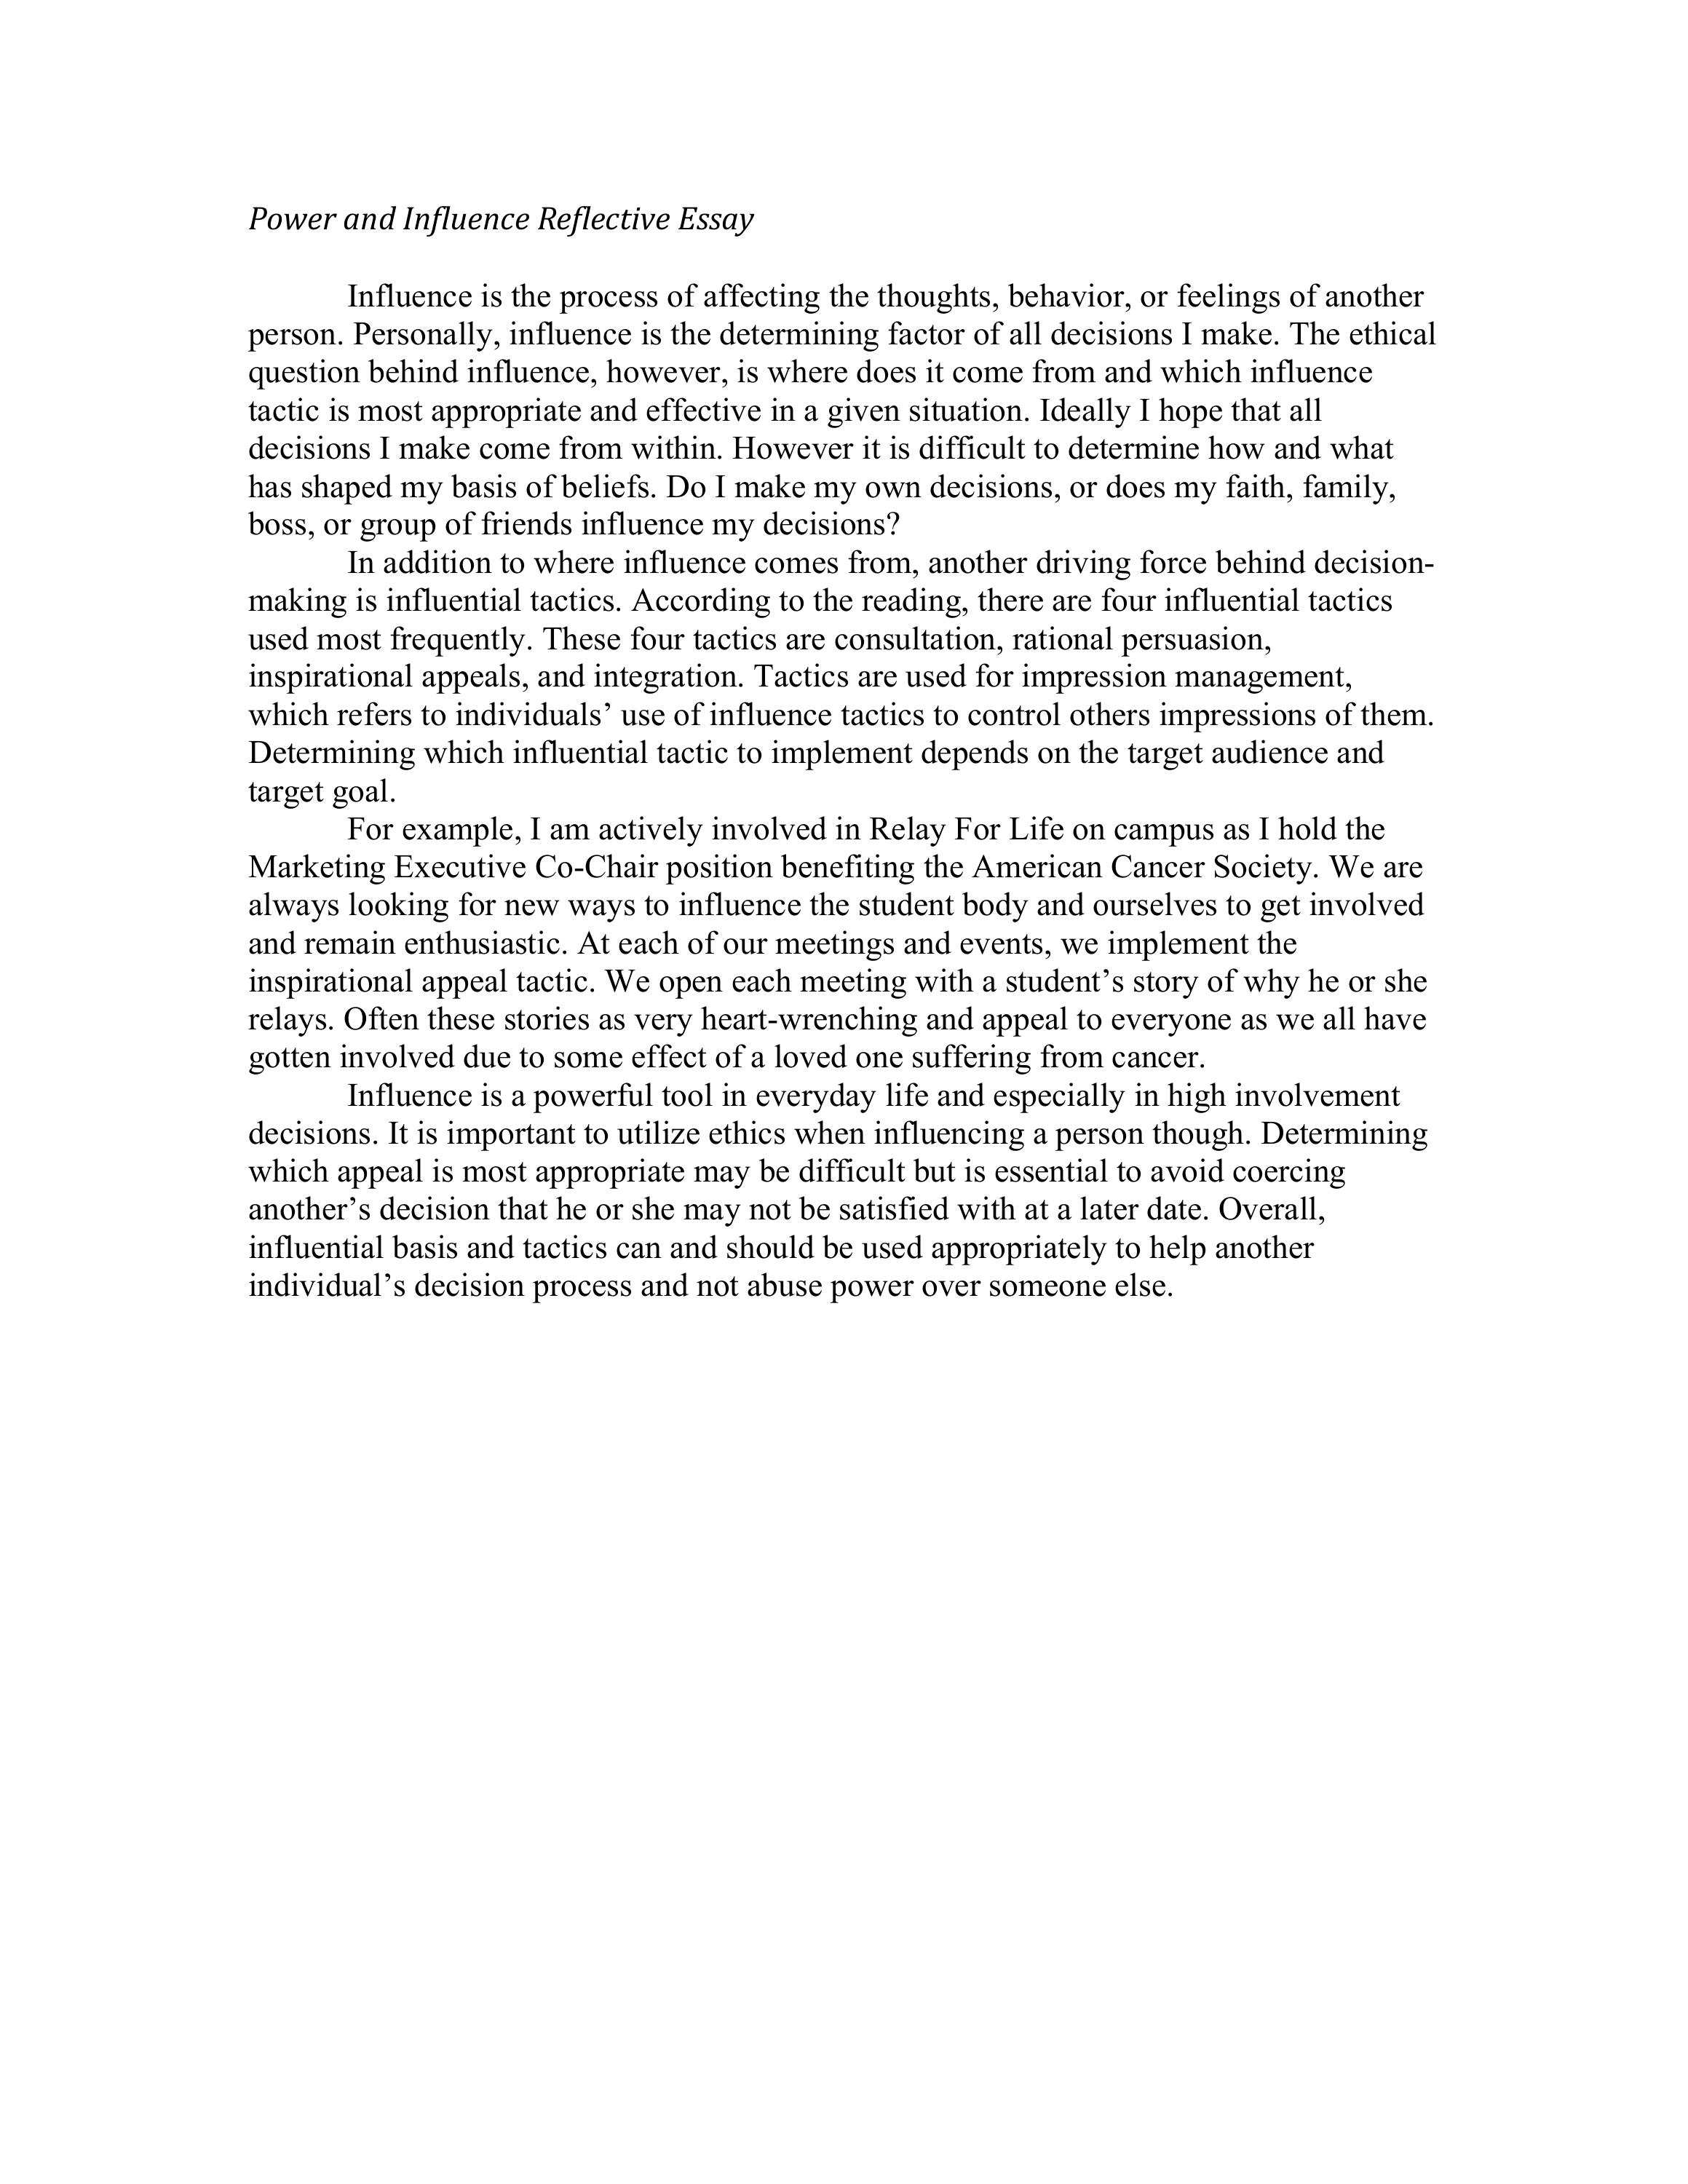 Power and Influence Reflective Essay
Influence is the process of affecting the thoughts, behavior, or feelings of another
person. Personally, influence is the determining factor of all decisions I make. The ethical
question behind influence, however, is where does it come from and which influence
tactic is most appropriate and effective in a given situation. Ideally I hope that all
decisions I make come from within. However it is difficult to determine how and what
has shaped my basis of beliefs. Do I make my own decisions, or does my faith, family,
boss, or group of friends influence my decisions?
In addition to where influence comes from, another driving force behind decision-
making is influential tactics. According to the reading, there are four influential tactics
used most frequently. These four tactics are consultation, rational persuasion,
inspirational appeals, and integration. Tactics are used for impression management,
which refers to individuals’ use of influence tactics to control others impressions of them.
Determining which influential tactic to implement depends on the target audience and
target goal.
For example, I am actively involved in Relay For Life on campus as I hold the
Marketing Executive Co-Chair position benefiting the American Cancer Society. We are
always looking for new ways to influence the student body and ourselves to get involved
and remain enthusiastic. At each of our meetings and events, we implement the
inspirational appeal tactic. We open each meeting with a student’s story of why he or she
relays. Often these stories as very heart-wrenching and appeal to everyone as we all have
gotten involved due to some effect of a loved one suffering from cancer.
Influence is a powerful tool in everyday life and especially in high involvement
decisions. It is important to utilize ethics when influencing a person though. Determining
which appeal is most appropriate may be difficult but is essential to avoid coercing
another’s decision that he or she may not be satisfied with at a later date. Overall,
influential basis and tactics can and should be used appropriately to help another
individual’s decision process and not abuse power over someone else.